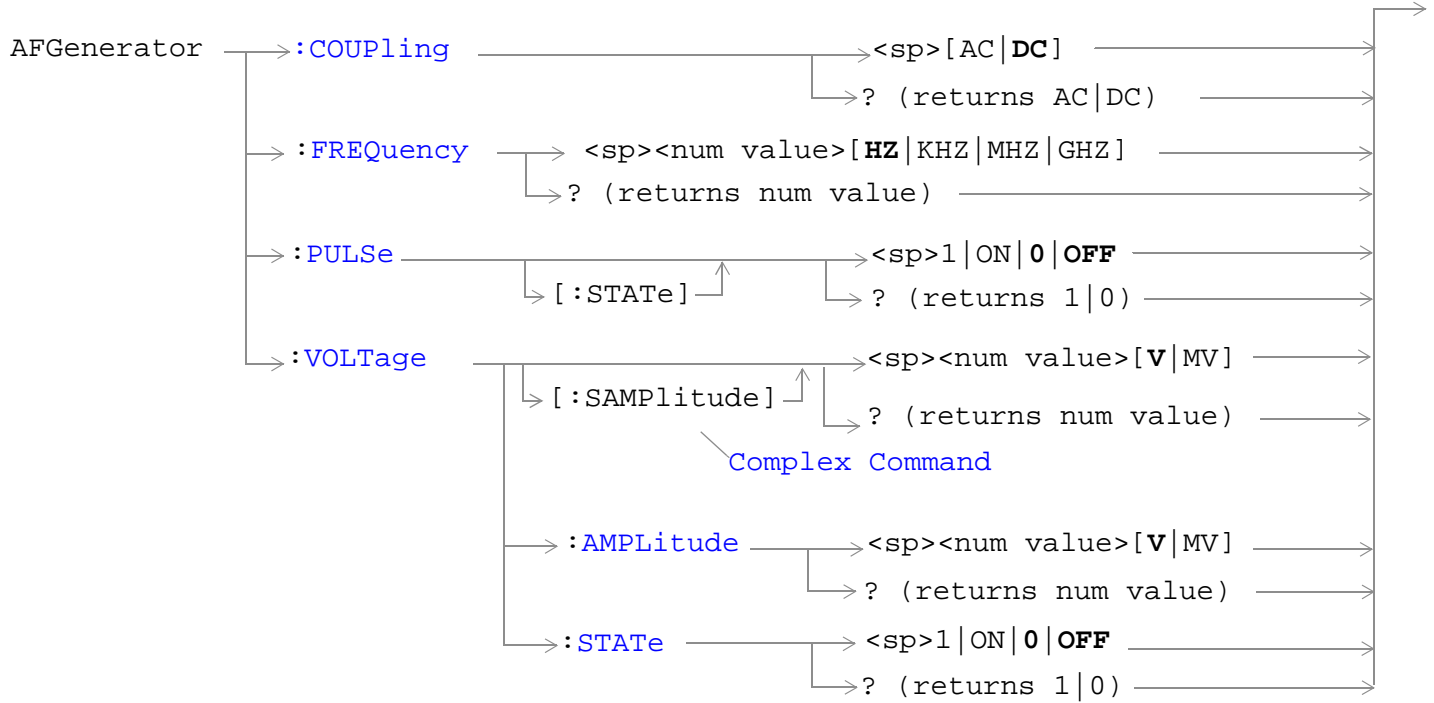 AFGenerator :COUPling <sp>[AC|DC]
? (returns AC|DC)
:FREQuency <sp><num value>[HZ|KHZ|MHZ|GHZ]
? (returns num value)
:PULSe <sp>1|ON|0|OFF
[:STATe] ? (returns 1|0)
:VOLTage <sp><num value>[V|MV]
[:SAMPlitude] ? (returns num value)
Complex Command
:AMPLitude <sp><num value>[V|MV]
? (returns num value)
:STATe <sp>1|ON|0|OFF
? (returns 1|0)